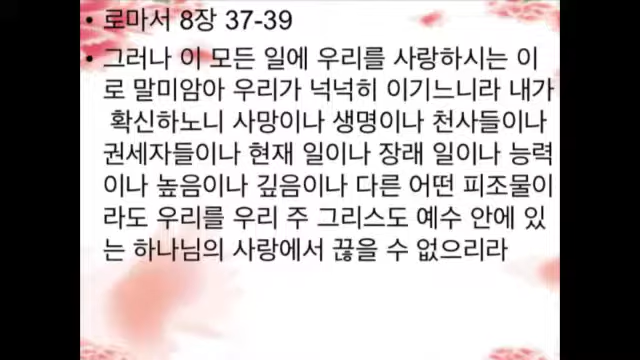 • 로마서 8장 37-39
• 그러나 이 모든 일에 우리를 사랑하시는 이
로 말미암아 우리가 넉넉히 이기느니라 내가
확신하노니 사망이나 생명이나 천사들이나
권세자들이나 현재 일이나 장래 일이나 능력
이나 높음이나 깊음이나 다른 어떤 피조물이
라도 우리를 우리 주 그리스도 예수 안에 있
는 하나님의 사랑에서 끊을 수 없으리라